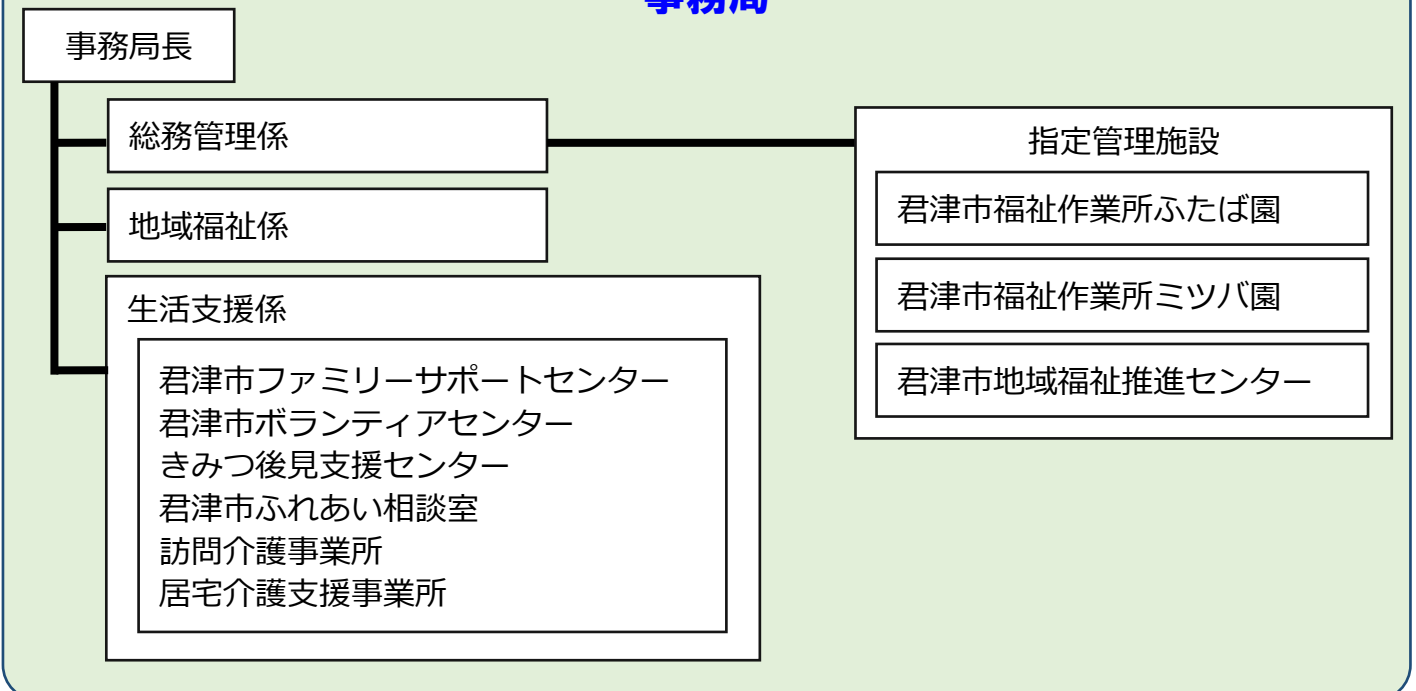 事務局
事務局長
総務管理係
地域福祉係
生活支援係
君津市ファミリーサポートセンター
君津市ボランティアセンター
きみつ後見支援センター
君津市ふれあい相談室
訪問介護事業所
居宅介護支援事業所
指定管理施設
君津市福祉作業所ふたば園
君津市福祉作業所ミツバ園
君津市地域福祉推進センター